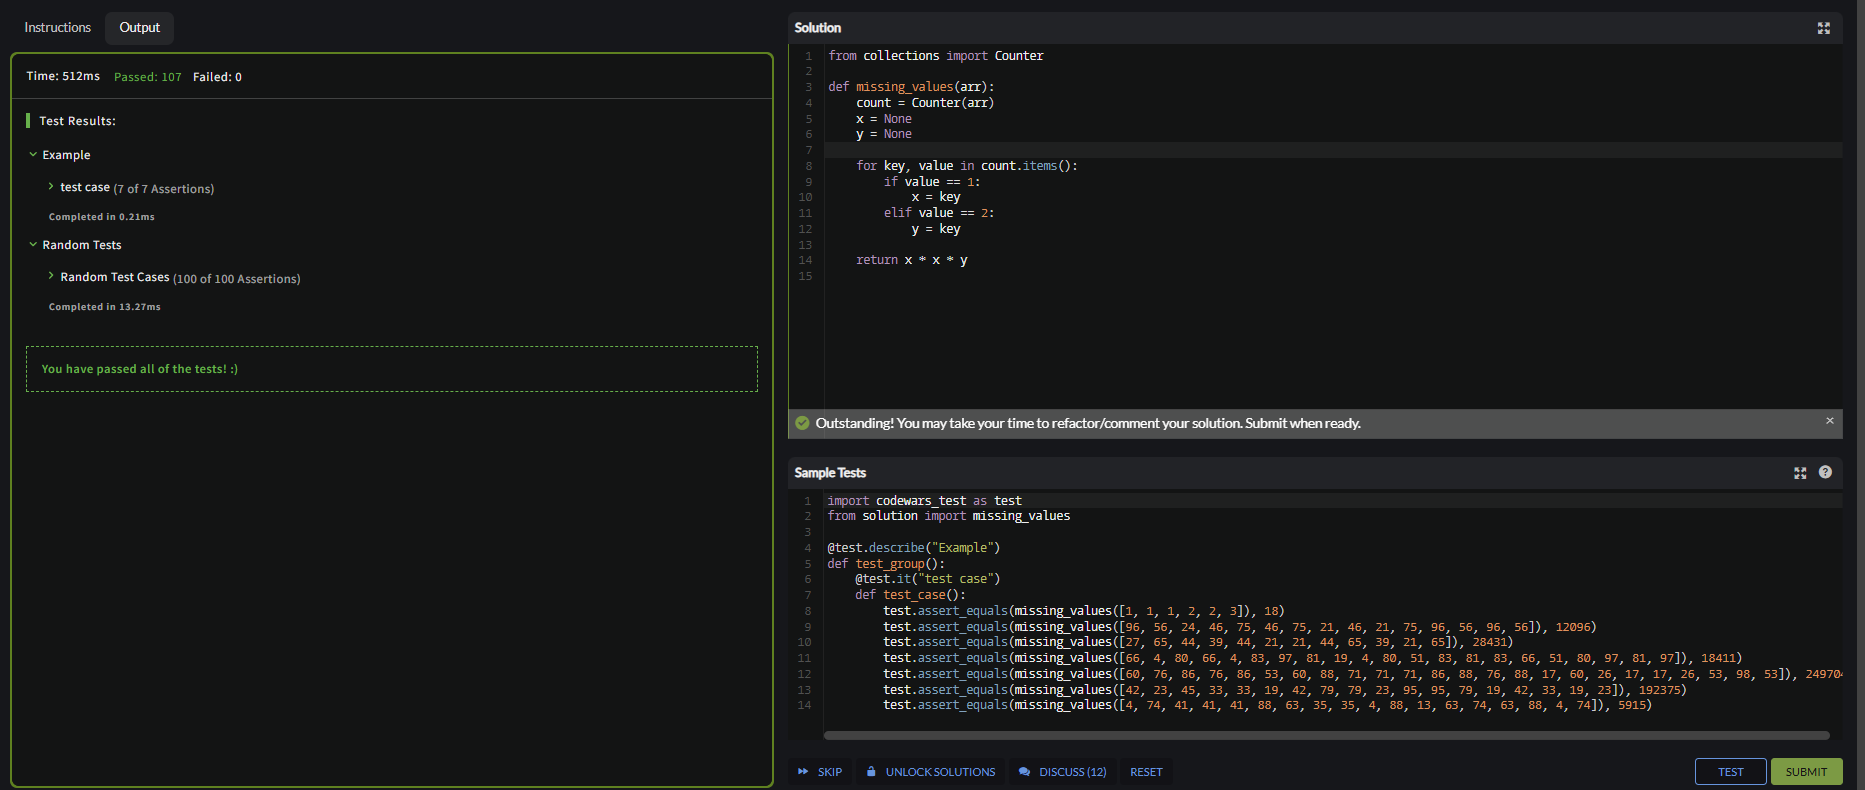 Instructions Output
Time: 512ms Passed: 107 Failed: 0
Test Results:
Example
test case (7 of 7 Assertions)
Completed in 0.21ms
Random Tests
Random Test Cases (100 of 100 Assertions)
Completed in 13.27ms
You have passed all of the tests! :)
Solution
1 from collections import Counter
2
3 def missing_values(arr):
4     count = Counter(arr)
5     x = None
6     y = None
7
8     for key, value in count.items():
9         if value == 1:
10             x = key
11         elif value == 2:
12             y = key
13
14     return x * x * y
15
Outstanding! You may take your time to refactor/comment your solution. Submit when ready.
Sample Tests
1 import codewars_test as test
2 from solution import missing_values
3
4 @test.describe("Example")
5 def test_group():
6     @test.it("test case")
7     def test_case():
8         test.assert_equals(missing_values([1, 1, 1, 2, 2, 3]), 18)
9         test.assert_equals(missing_values([96, 56, 24, 46, 75, 46, 75, 21, 46, 21, 75, 96, 56, 96, 56]), 12096)
10         test.assert_equals(missing_values([27, 65, 44, 39, 44, 21, 21, 44, 65, 39, 21, 65]), 28431)
11         test.assert_equals(missing_values([66, 4, 80, 66, 4, 83, 97, 81, 19, 4, 80, 51, 83, 81, 83, 66, 51, 80, 97, 81, 97]), 18411)
12         test.assert_equals(missing_values([60, 76, 86, 76, 86, 53, 60, 88, 71, 71, 71, 86, 88, 76, 88, 17, 60, 26, 17, 17, 26, 53, 98, 53]), 249704
13         test.assert_equals(missing_values([42, 23, 45, 33, 33, 19, 42, 79, 79, 23, 95, 95, 79, 19, 42, 33, 19, 23]), 192375)
14         test.assert_equals(missing_values([4, 74, 41, 41, 41, 88, 63, 35, 35, 4, 88, 13, 63, 74, 63, 88, 4, 74]), 5915)
SKIP UNLOCK SOLUTIONS DISCUSS (12) RESET TEST SUBMIT